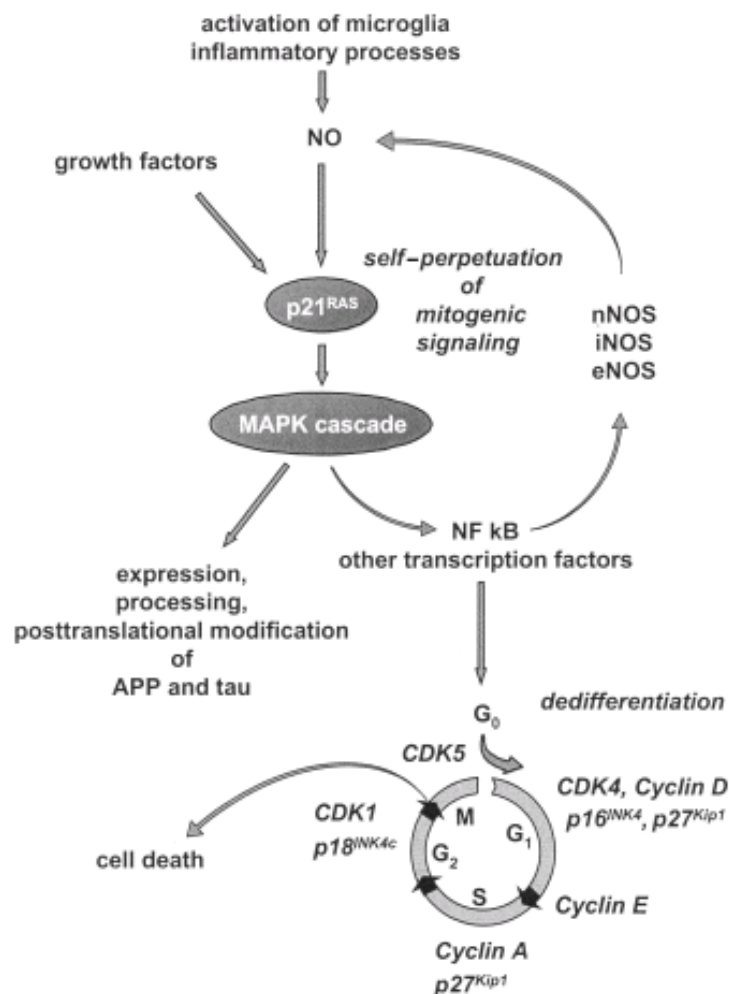 activation of microglia
inflammatory processes
NO
growth factors
self-perpetuation
of
mitogenic
signaling
p21ᴿᴬˢ
nNOS
iNOS
eNOS
MAPK cascade
NF kB
other transcription factors
expression,
processing,
posttranslational modification
of
APP and tau
G₀
dedifferentiation
CDK5
CDK4, Cyclin D
p16ᴵᴺᴷ⁴, p27ᴷⁱᵖ¹
CDK1
p18ᴵᴺᴷ⁴ᶜ
M
G₁
G₂
S
cell death
Cyclin E
Cyclin A
p27ᴷⁱᵖ¹